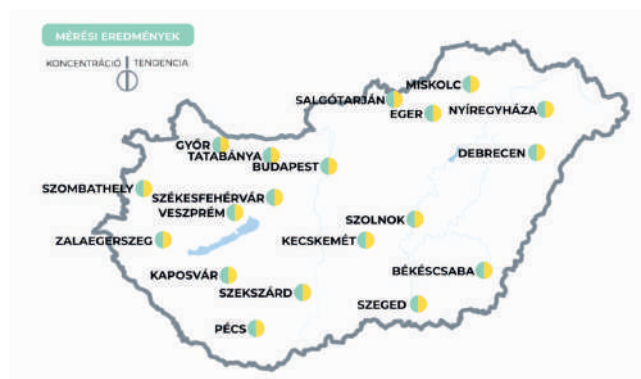 MÉRÉSI EREDMÉNYEK
KONCENTRÁCIÓ TENDENCIA
MISKOLC
SALGÓTARJÁN
EGER
NYÍREGYHÁZA
GYŐR
TATABÁNYA
BUDAPEST
DEBRECEN
SZOMBATHELY
SZÉKESFEHÉRVÁR
VESZPRÉM
SZOLNOK
ZALAEGERSZEG
KECSKEMÉT
KAPOSVÁR
BÉKÉSCSABA
SZEKSZÁRD
SZEGED
PÉCS